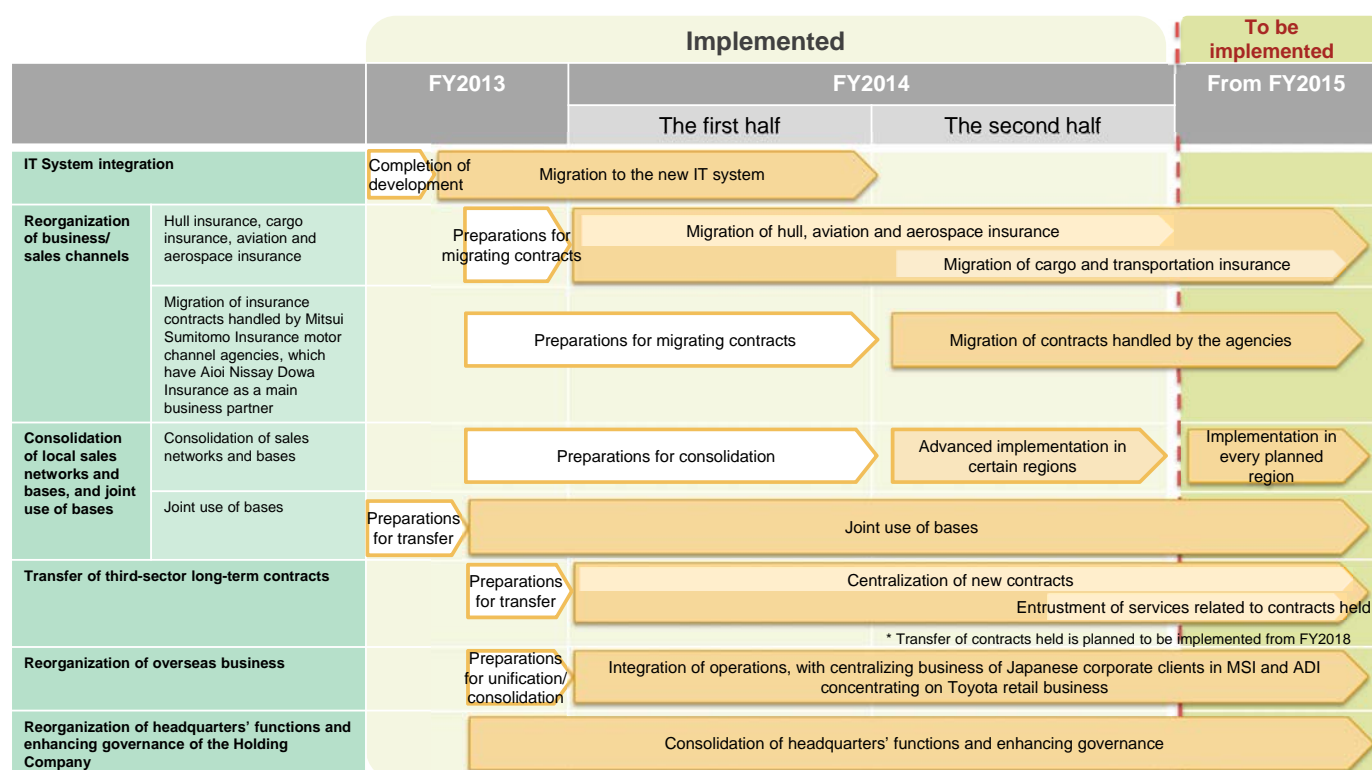 Implemented
To be
implemented
FY2013
FY2014
From FY2015
The first half
The second half
IT System integration
Completion of
development
Migration to the new IT system
Reorganization
of business/
sales channels
Hull insurance, cargo
insurance, aviation and
aerospace insurance
Preparations for
migrating contracts
Migration of hull, aviation and aerospace insurance
Migration of cargo and transportation insurance
Migration of insurance
contracts handled by Mitsui
Sumitomo Insurance motor
channel agencies, which
have Aioi Nissay Dowa
Insurance as a main
business partner
Preparations for migrating contracts
Migration of contracts handled by the agencies
Consolidation
of local sales
networks and
bases, and joint
use of bases
Consolidation of sales
networks and bases
Preparations for consolidation
Advanced implementation in
certain regions
Implementation in
every planned
region
Joint use of bases
Preparations
for transfer
Joint use of bases
Transfer of third-sector long-term contracts
Preparations
for transfer
Centralization of new contracts
Entrustment of services related to contracts held
* Transfer of contracts held is planned to be implemented from FY2018
Reorganization of overseas business
Preparations
for unification/
consolidation
Integration of operations, with centralizing business of Japanese corporate clients in MSI and ADI
concentrating on Toyota retail business
Reorganization of headquarters' functions and
enhancing governance of the Holding
Company
Consolidation of headquarters' functions and enhancing governance